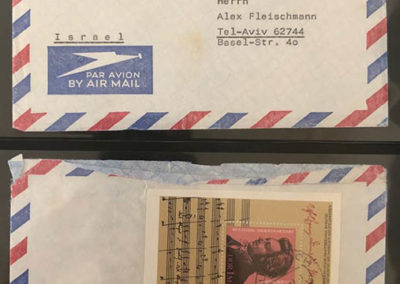 Herrn
Alex Fleischmann
Israel
Tel-Aviv 62744
Basel-Str. 40
PAR AVION
BY AIR MAIL